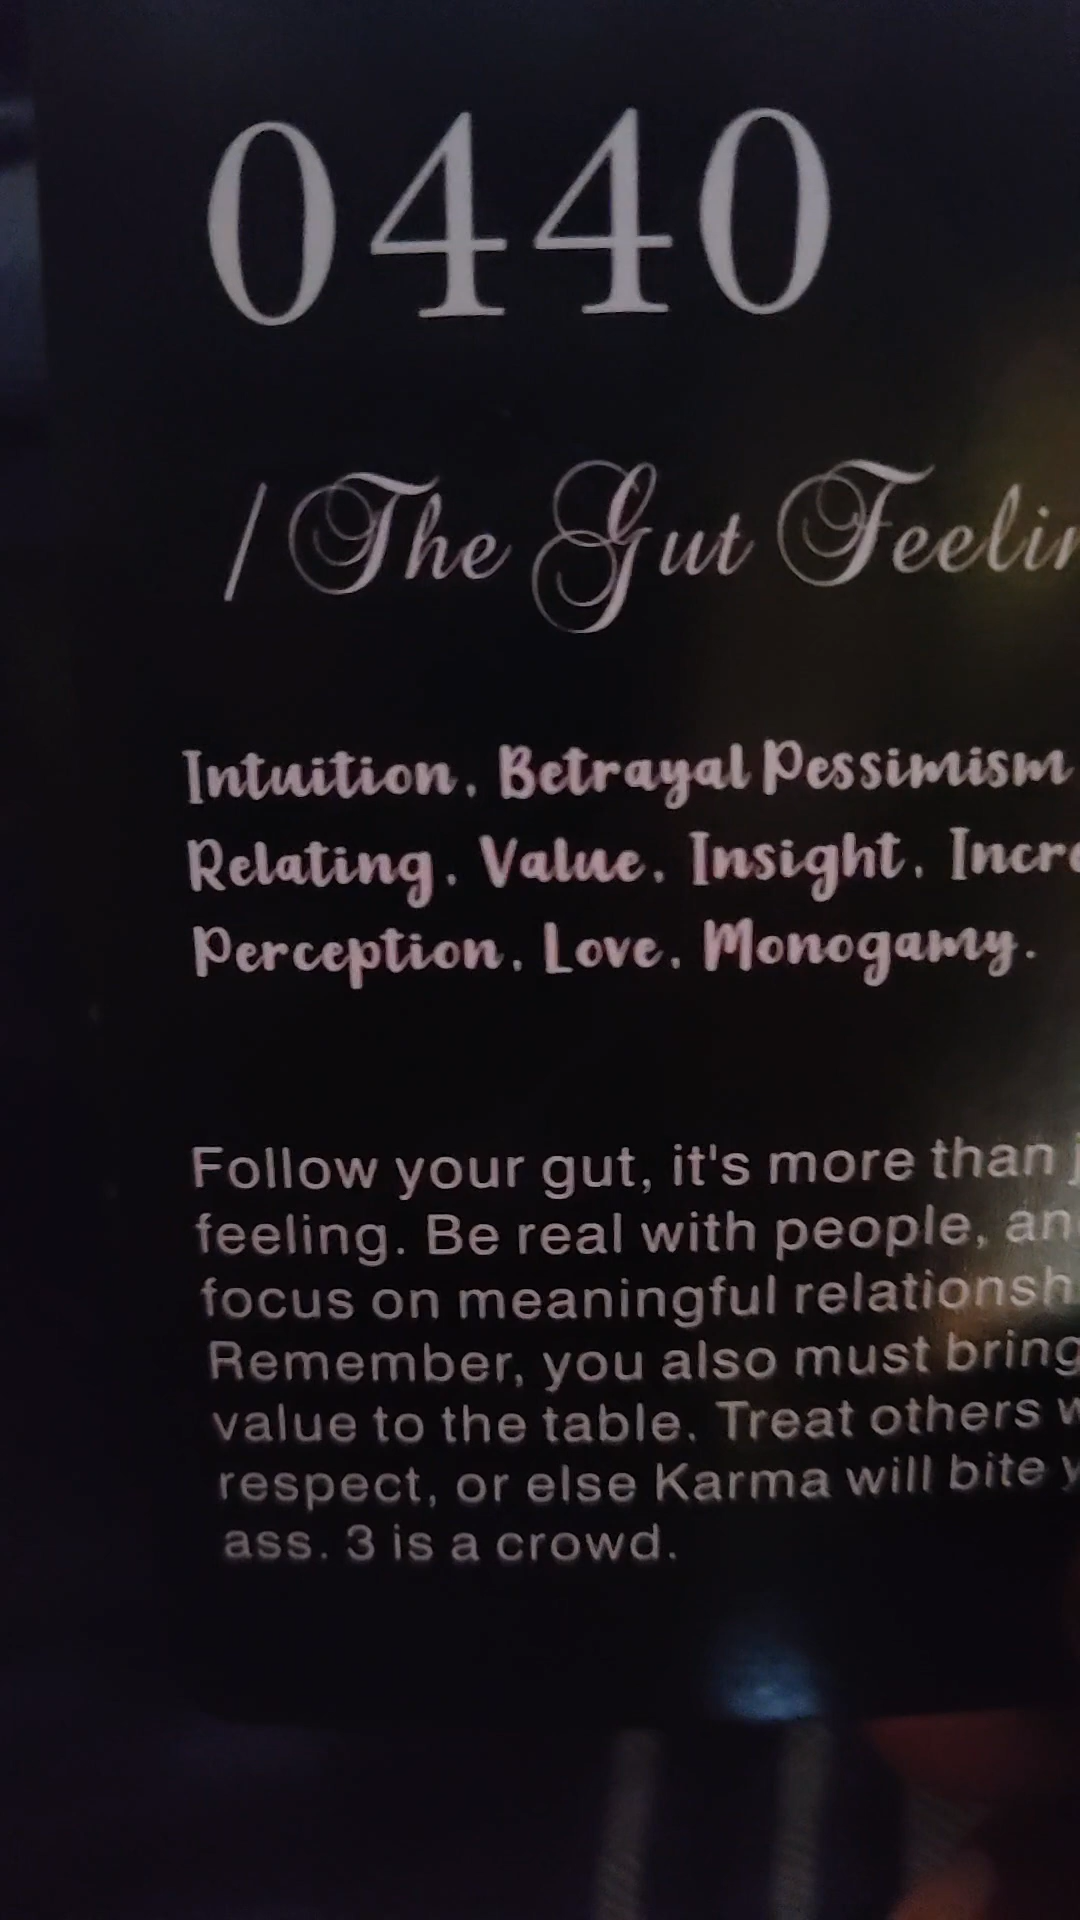 0440
/ The Gut
Intuition, Betrayal Pessimism
Relating, Value, Insight,
Perception, Love, Monogamy.
Follow your gut, it's more than
feeling. Be real with people,
focus on meaningful
Remember, you also must bring
value to the table. Treat others
respect, or else Karma will bite
ass. 3 is a crowd.